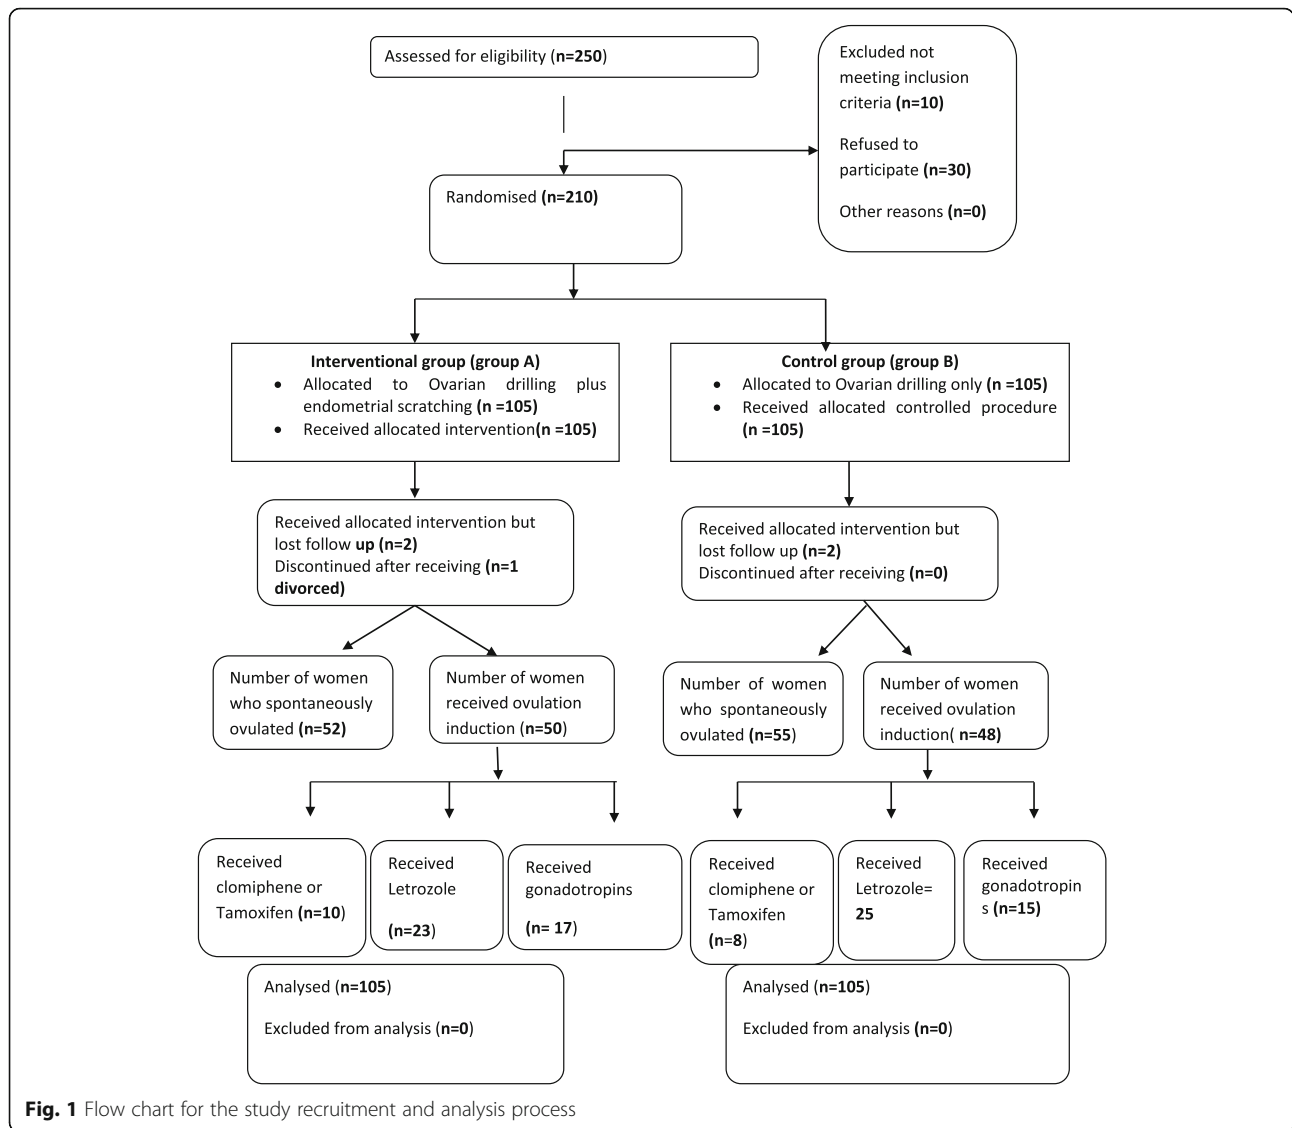 Assessed for eligibility (n=250)
Excluded not
meeting inclusion
criteria (n=10)
Refused to
participate (n=30)
Other reasons (n=0)
Randomised (n=210)
Interventional group (group A)
• Allocated to Ovarian drilling plus
endometrial scratching (n =105)
• Received allocated intervention(n =105)
Control group (group B)
• Allocated to Ovarian drilling only (n =105)
• Received allocated controlled procedure
(n =105)
Received allocated intervention but
lost follow up (n=2)
Discontinued after receiving (n=1
divorced)
Received allocated intervention but
lost follow up (n=2)
Discontinued after receiving (n=0)
Number of women
who spontaneously
ovulated (n=52)
Number of women
received ovulation
induction (n=50)
Number of women
who spontaneously
ovulated (n=55)
Number of women
received ovulation
induction( n=48)
Received
clomiphene or
Tamoxifen (n=10)
Received
Letrozole
(n=23)
Received
gonadotropins
(n= 17)
Received
clomiphene or
Tamoxifen
(n=8)
Received
Letrozole=
25
Received
gonadotropin
s (n=15)
Analysed (n=105)
Excluded from analysis (n=0)
Analysed (n=105)
Excluded from analysis (n=0)
Fig. 1 Flow chart for the study recruitment and analysis process